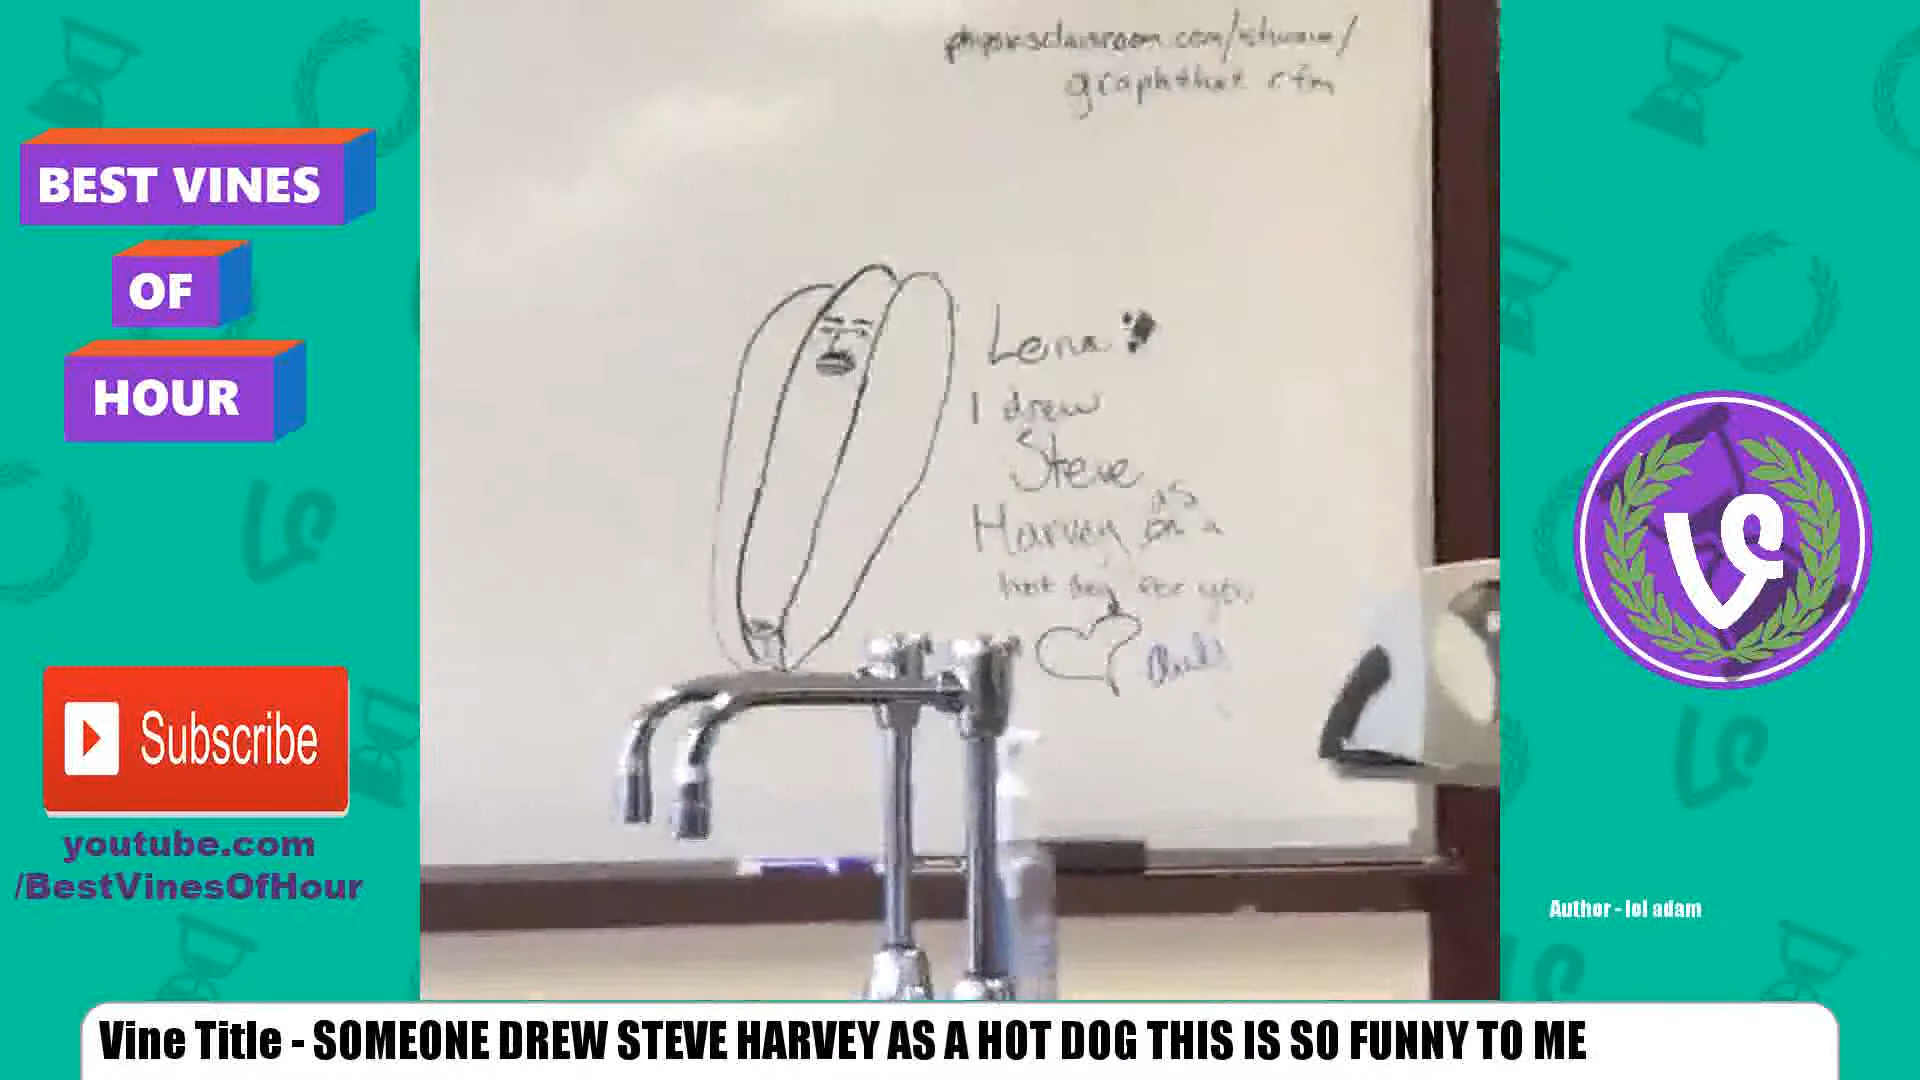 BEST VINES
OF
HOUR
Subscribe
youtube.com
/BestVinesOfHour
graphthat cfm
Lena
I drew
Steve
Harvey as a
hot dog for you
Author - lol adam
Vine Title - SOMEONE DREW STEVE HARVEY AS A HOT DOG THIS IS SO FUNNY TO ME